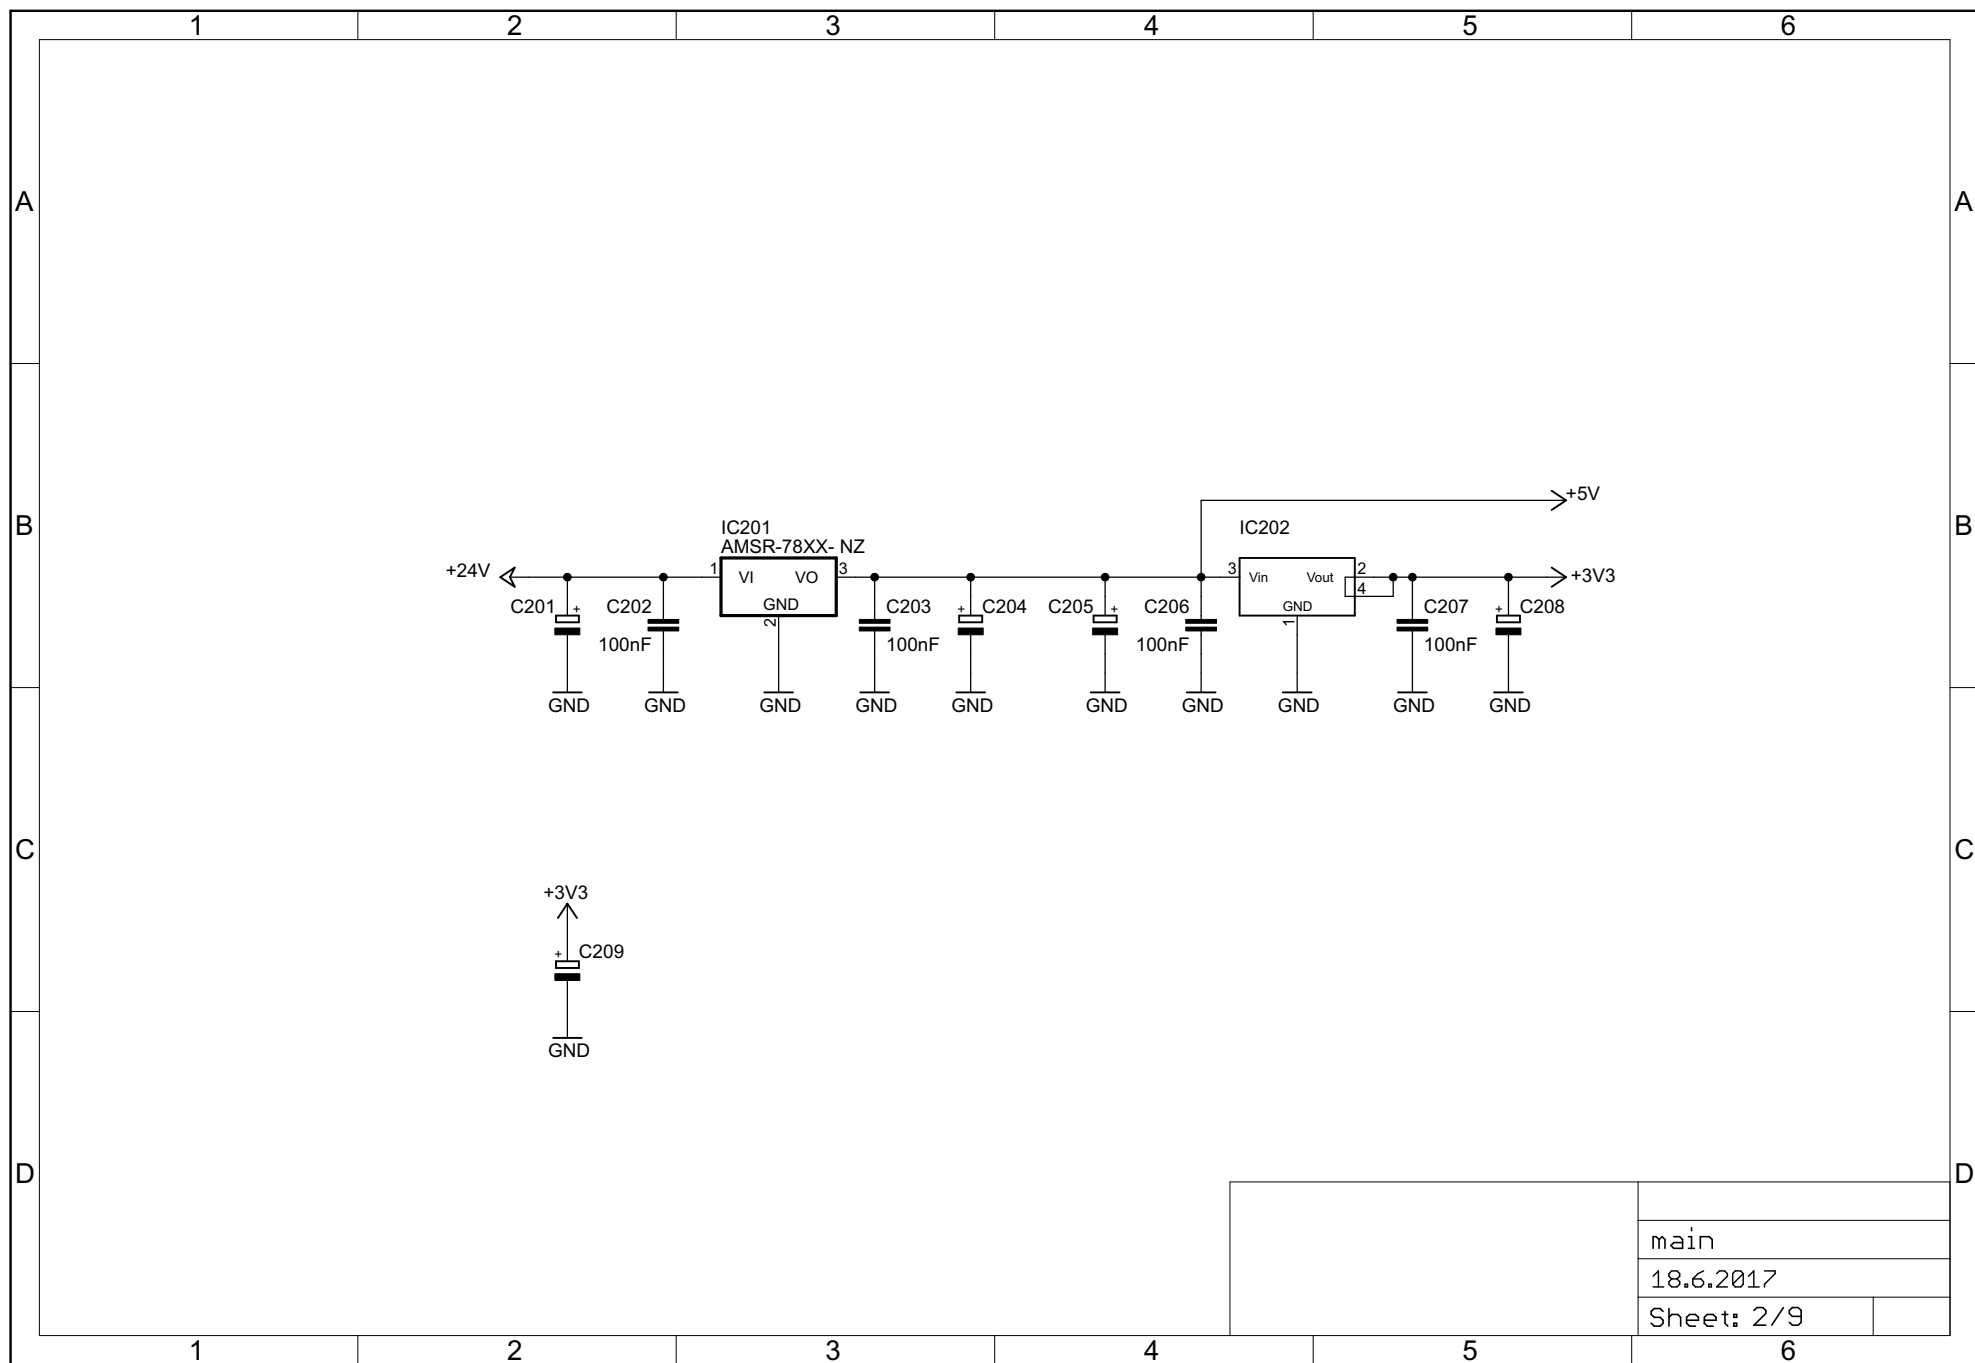 1 2 3 4 5 6
A A
+5V
B IC201 IC202 B
AMSR-78XX- NZ
+24V 1 VI VO 3 3 Vin Vout 2 +3V3
4
C201 + C202 GND C203 + C204 C205 + C206 GND C207 + C208
2 1
100nF 100nF 100nF 100nF
GND GND GND GND GND GND GND GND GND GND
C C
+3V3
+ C209
GND
D D
main
18.6.2017
Sheet: 2/9
1 2 3 4 5 6